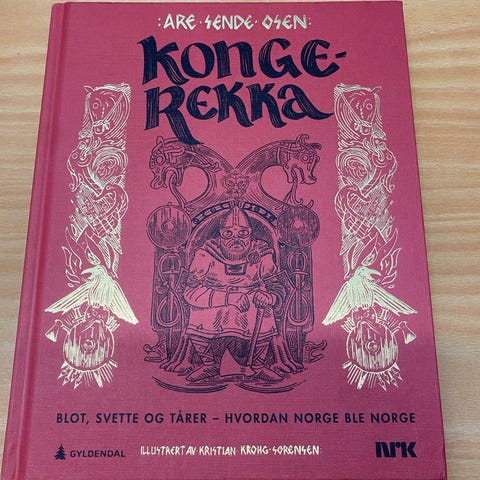 :ARE·SENDE·OSEN:
KONGE-
REKKA
BLOT, SVETTE OG TÅRER – HVORDAN NORGE BLE NORGE
GYLDENDAL
ILLUSTRERT AV KRISTIAN KROHG-SØRENSEN
NRK